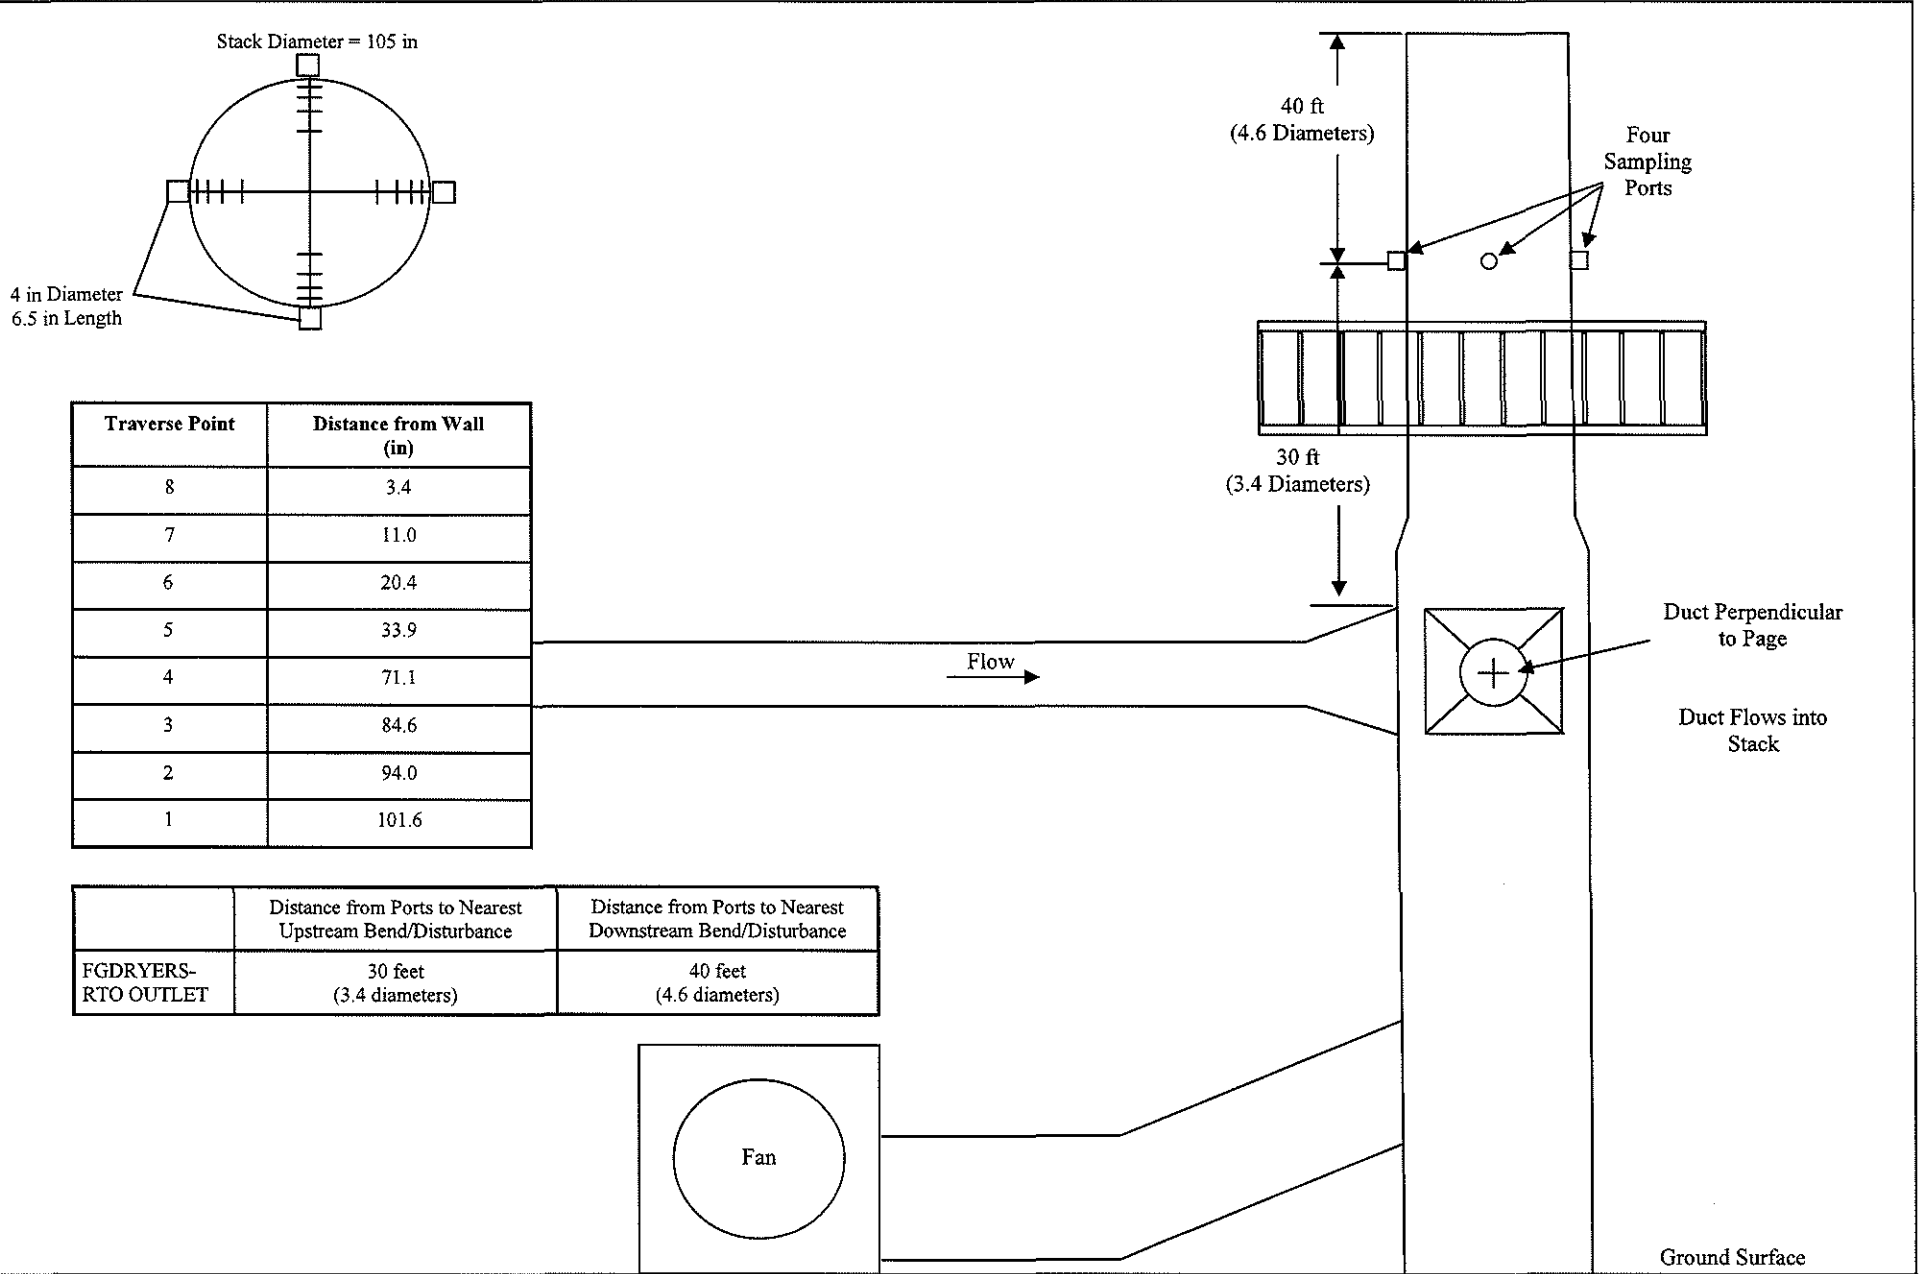 Stack Diameter = 105 in
4 in Diameter
6.5 in Length
40 ft
(4.6 Diameters)
Four
Sampling
Ports
30 ft
(3.4 Diameters)
Traverse Point Distance from Wall
(in)
8 3.4
7 11.0
6 20.4
5 33.9
4 71.1
3 84.6
2 94.0
1 101.6
Flow
Duct Perpendicular
to Page
Duct Flows into
Stack
Distance from Ports to Nearest Distance from Ports to Nearest
Upstream Bend/Disturbance Downstream Bend/Disturbance
FGDRYERS- 30 feet 40 feet
RTO OUTLET (3.4 diameters) (4.6 diameters)
Fan
Ground Surface